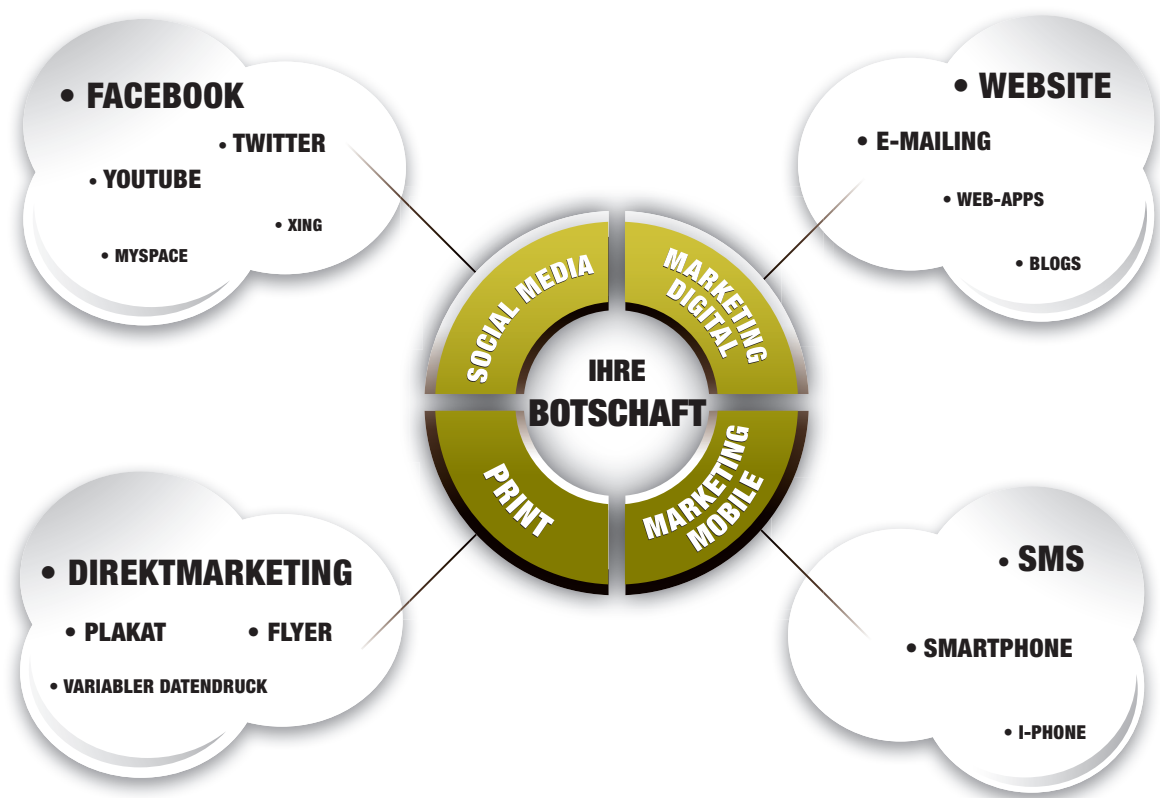 • FACEBOOK
• TWITTER
• YOUTUBE
• XING
• MYSPACE
• WEBSITE
• E-MAILING
• WEB-APPS
• BLOGS
SOCIAL MEDIA
MARKETING
DIGITAL
IHRE
BOTSCHAFT
PRINT
MARKETING
MOBILE
• DIREKTMARKETING
• PLAKAT • FLYER
• VARIABLER DATENDRUCK
• SMS
• SMARTPHONE
• I-PHONE